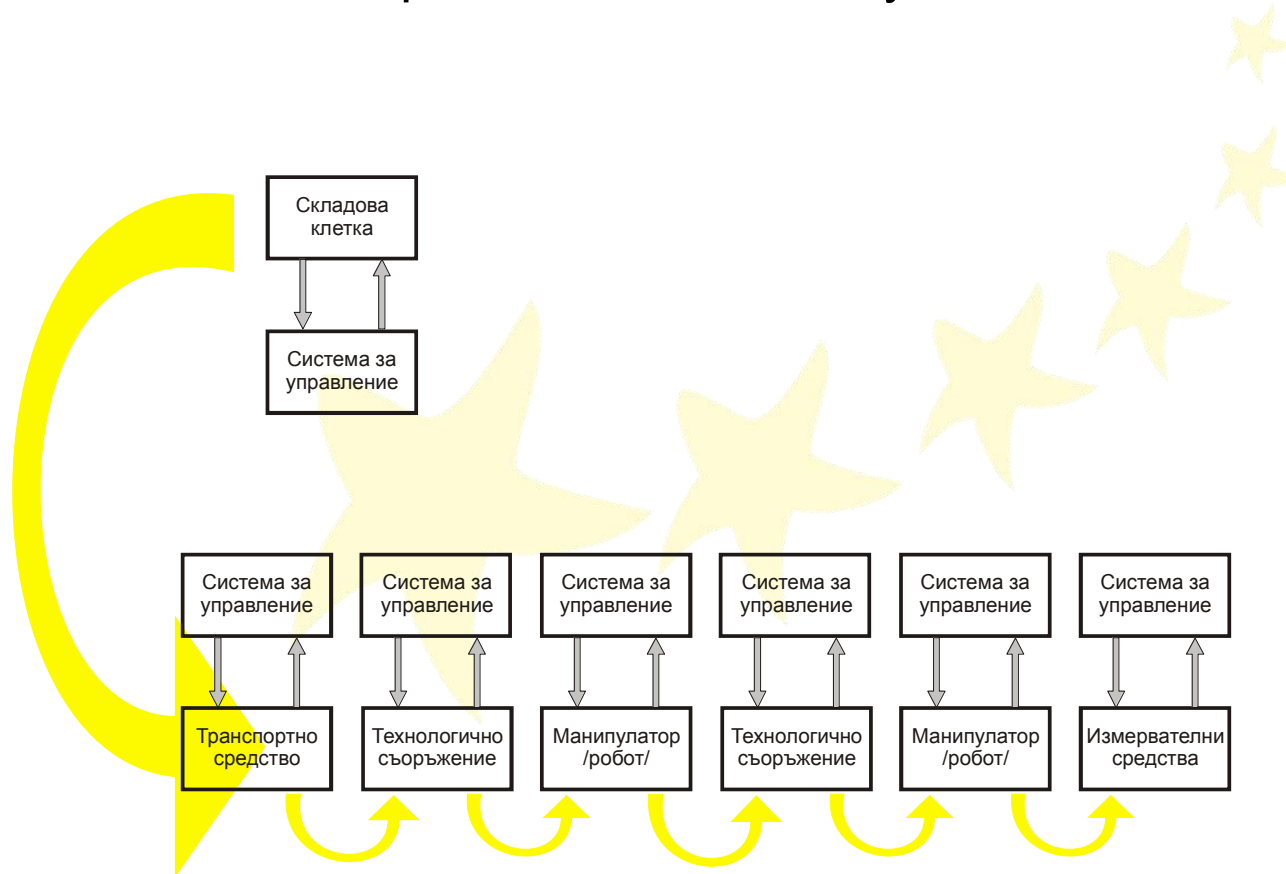 Складова
клетка
Система за
управление
Система за
управление
Система за
управление
Система за
управление
Система за
управление
Система за
управление
Система за
управление
Транспортно
средство
Технологично
съоръжение
Манипулатор
/робот/
Технологично
съоръжение
Манипулатор
/робот/
Измервателни
средства